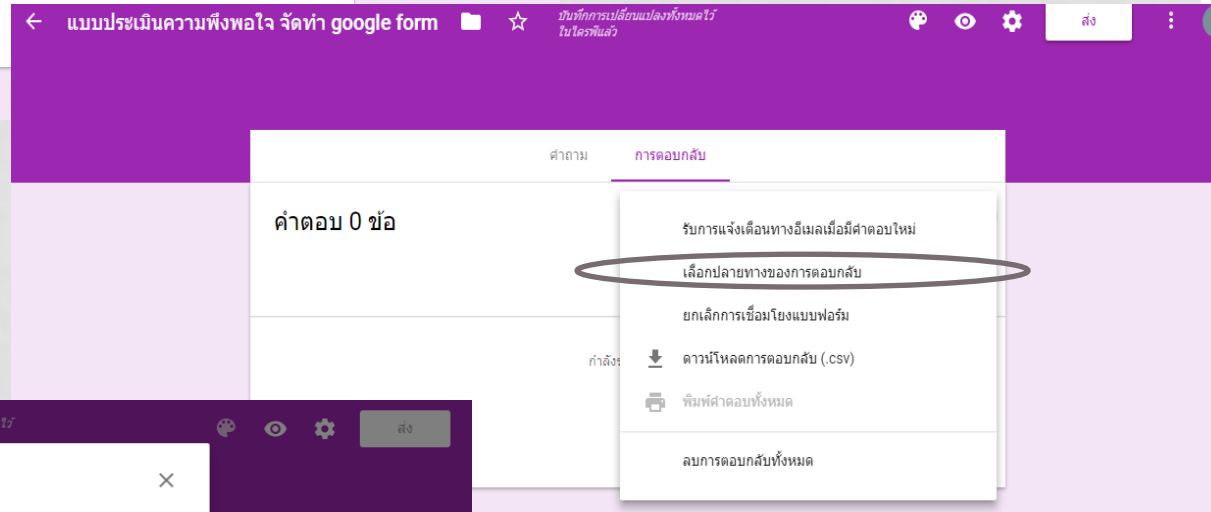 แบบประเมินความพึงพอใจ จัดทำ google form
บันทึกการเปลี่ยนแปลงทั้งหมดไว้
ในไดรฟ์แล้ว
ส่ง
คำถาม การตอบกลับ
คำตอบ 0 ข้อ
รับการแจ้งเตือนทางอีเมลเมื่อมีคำตอบใหม่
เลือกปลายทางของการตอบกลับ
ยกเลิกการเชื่อมโยงแบบฟอร์ม
กำลัง
ดาวน์โหลดการตอบกลับ (.csv)
พิมพ์คำตอบทั้งหมด
ลบการตอบกลับทั้งหมด
ไว้
ส่ง